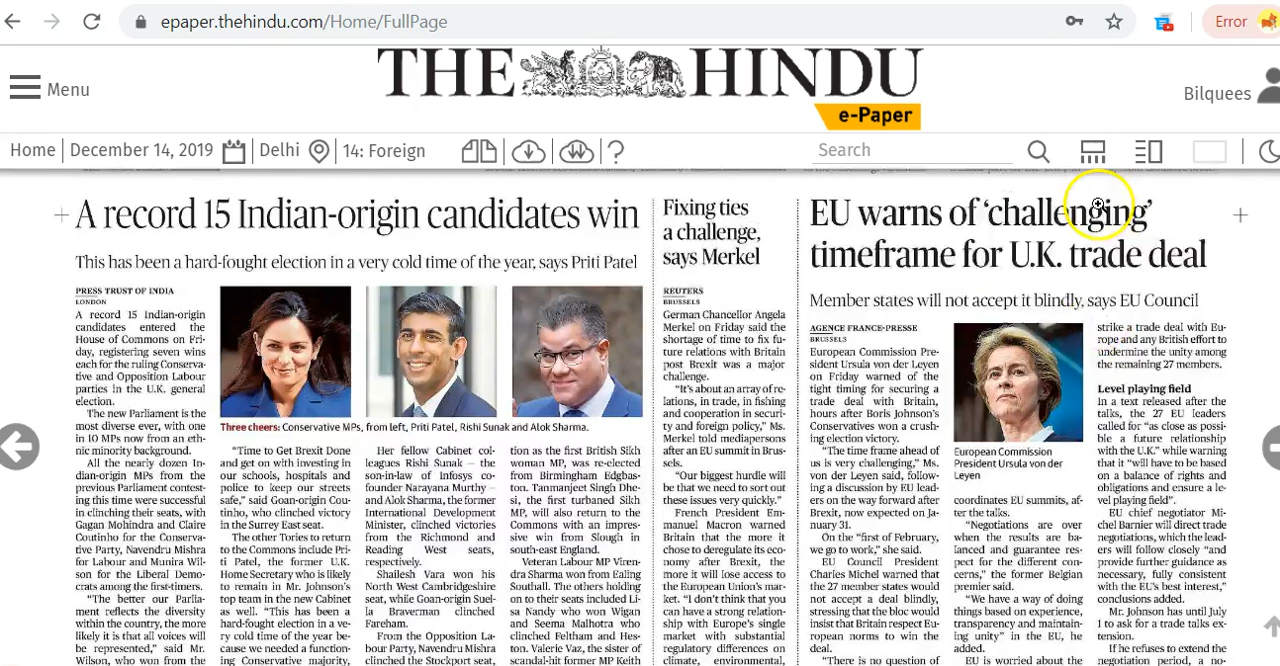 epaper.thehindu.com/Home/FullPage
Error
Menu
THE HINDU
e-Paper
Bilquees
Home
December 14, 2019
Delhi
14: Foreign
?
Search
A record 15 Indian-origin candidates win
This has been a hard-fought election in a very cold time of the year, says Priti Patel
PRESS TRUST OF INDIA
LONDON
A record 15 Indian-origin
candidates entered the
House of Commons on Fri-
day, registering seven wins
each for the ruling Conserva-
tive and Opposition Labour
parties in the U.K. general
election.
The new Parliament is the
most diverse ever, with one
in 10 MPs now from an eth-
nic minority background.
All the nearly dozen In-
dian-origin MPs from the
previous Parliament contest-
ing this time were successful
in clinching their seats, with
Gagan Mohindra and Claire
Coutinho for the Conserva-
tive Party, Navendru Mishra
for Labour and Munira Wil-
son for the Liberal Demo-
crats among the first-timers.
"The better our Parlia-
ment reflects the diversity
within the country, the more
likely it is that all voices will
be represented," said Mr.
Wilson, who won from the
Three cheers: Conservative MPs, from left, Priti Patel, Rishi Sunak and Alok Sharma.
"Time to Get Brexit Done
and get on with investing in
our schools, hospitals and
police to keep our streets
safe," said Goan-origin Cou-
tinho, who clinched victory
in the Surrey East seat.
The other Tories to return
to the Commons include Pri-
ti Patel, the former U.K.
Home Secretary who is likely
to remain in Mr. Johnson's
top team in the new Cabinet
as well. "This has been a
hard-fought election in a ve-
ry cold time of the year be-
cause we needed a function-
ing Conservative majority,
Her fellow Cabinet col-
leagues Rishi Sunak – the
son-in-law of Infosys co-
founder Narayana Murthy –
and Alok Sharma, the former
International Development
Minister, clinched victories
from the Richmond and
Reading West seats,
respectively.
Shailesh Vara won his
North West Cambridgeshire
seat, while Goan-origin Suel-
la Braverman clinched
Fareham.
From the Opposition La-
bour Party, Navendru Mishra
clinched the Stockport seat,
tion as the first British Sikh
woman MP, was re-elected
from Birmingham Edgbas-
ton. Tanmanjeet Singh Dhe-
si, the first turbaned Sikh
MP, will also return to the
Commons with an impres-
sive win from Slough in
south-east England.
Veteran Labour MP Viren-
dra Sharma won from Ealing
Southall. The others holding
on to their seats included Li-
sa Nandy who won Wigan
and Seema Malhotra who
clinched Feltham and Hes-
ton. Valerie Vaz, the sister of
scandal-hit former MP Keith
Fixing ties
a challenge,
says Merkel
REUTERS
BRUSSELS
German Chancellor Angela
Merkel on Friday said the
shortage of time to fix fu-
ture relations with Britain
post Brexit was a major
challenge.
"It's about an array of re-
lations, in trade, in fishing
and cooperation in securi-
ty and foreign policy," Ms.
Merkel told mediapersons
after an EU summit in Brus-
sels.
"Our biggest hurdle will
be that we need to sort out
these issues very quickly."
French President Em-
manuel Macron warned
Britain that the more it
chose to deregulate its eco-
nomy after Brexit, the
more it will lose access to
the European Union's mar-
ket. "I don't think that you
can have a strong relation-
ship with Europe's single
market with substantial
regulatory differences on
climate, environmental,
EU warns of 'challenging'
timeframe for U.K. trade deal
Member states will not accept it blindly, says EU Council
AGENCE FRANCE-PRESSE
BRUSSELS
European Commission Pre-
sident Ursula von der Leyen
on Friday warned of the
tight timing for securing a
trade deal with Britain,
hours after Boris Johnson's
Conservatives won a crush-
ing election victory.
"The time frame ahead of
us is very challenging," Ms.
von der Leyen said, follow-
ing a discussion by EU lead-
ers on the way forward after
Brexit, now expected on Ja-
nuary 31.
On the "first of February,
we go to work," she said.
EU Council President
Charles Michel warned that
the 27 member states would
not accept a deal blindly,
stressing that the bloc would
insist that Britain respect Eu-
ropean norms to win the
deal.
"There is no question of
European Commission
President Ursula von der
Leyen
coordinates EU summits, af-
ter the talks.
"Negotiations are over
when the results are ba-
lanced and guarantee res-
pect for the different con-
cerns," the former Belgian
premier said.
"We have a way of doing
things based on experience,
transparency and maintain-
ing unity" in the EU, he
added.
EU is worried about the
strike a trade deal with Eu-
rope and any British effort to
undermine the unity among
the remaining 27 members.
Level playing field
In a text released after the
talks, the 27 EU leaders
called for "as close as possi-
ble a future relationship
with the U.K." while warning
that it "will have to be based
on a balance of rights and
obligations and ensure a le-
vel playing field".
EU chief negotiator Mi-
chel Barnier will direct trade
negotiations, which the lead-
ers will follow closely "and
provide further guidance as
necessary, fully consistent
with the EU's best interest,"
conclusions added.
Mr. Johnson has until July
1 to ask for a trade talks ex-
tension.
If he refuses to extend the
negotiation period, a